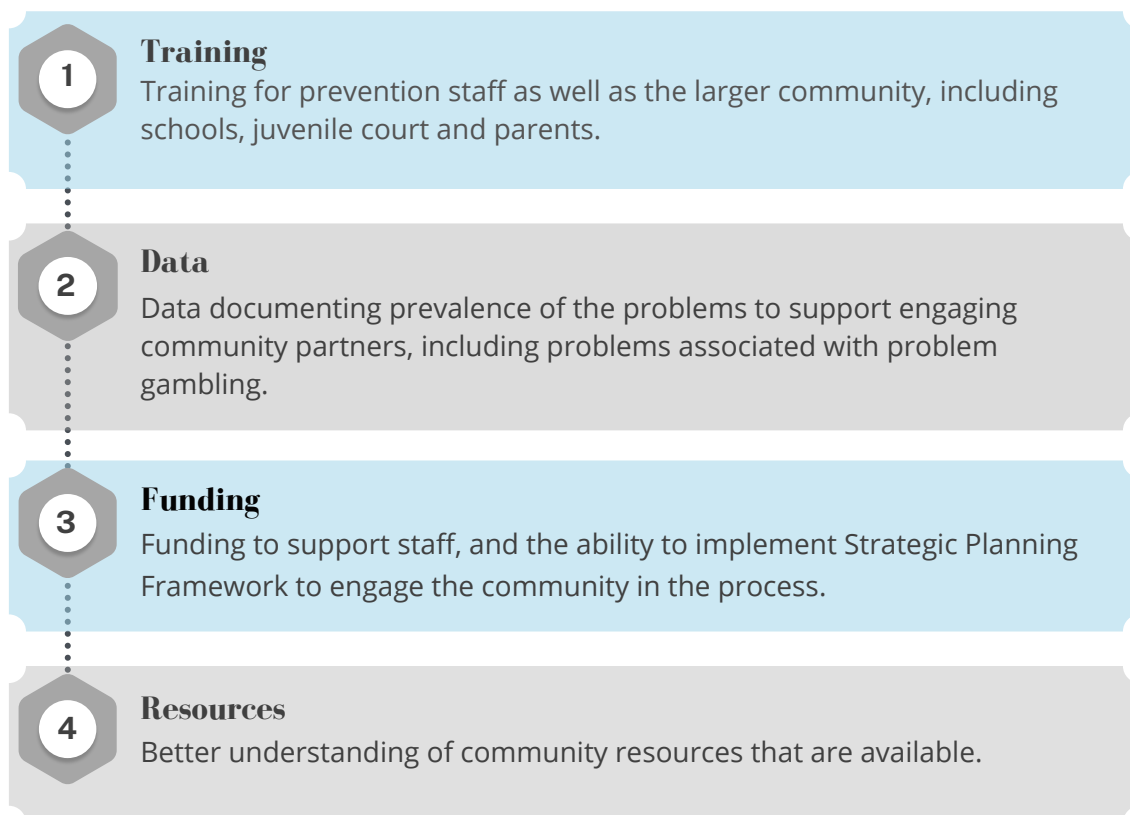 1
Training
Training for prevention staff as well as the larger community, including
schools, juvenile court and parents.
2
Data
Data documenting prevalence of the problems to support engaging
community partners, including problems associated with problem
gambling.
3
Funding
Funding to support staff, and the ability to implement Strategic Planning
Framework to engage the community in the process.
4
Resources
Better understanding of community resources that are available.